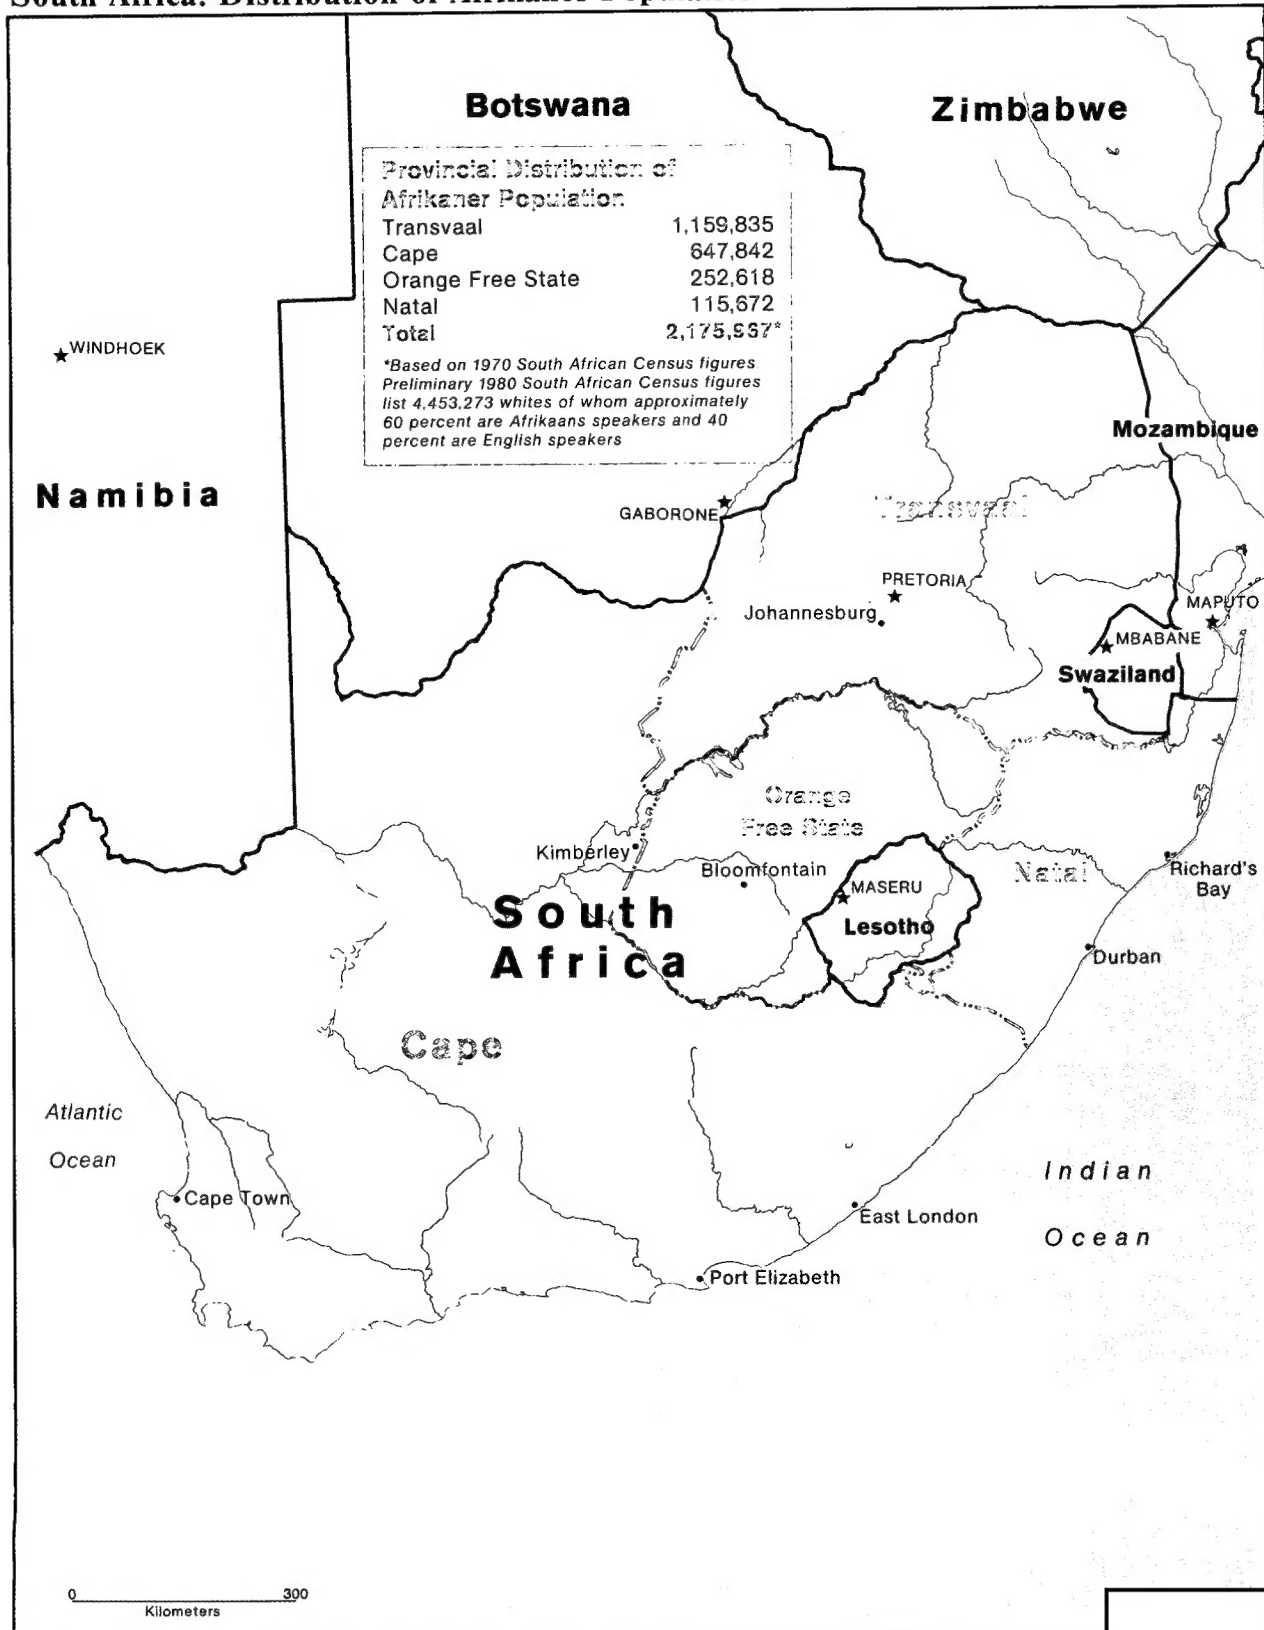 South Africa: Distribution of Afrikaner
Botswana
Zimbabwe
Provincial Distribution of
Afrikaner Population
Transvaal 1,159,835
Cape 647,842
Orange Free State 252,618
Natal 115,672
Total 2,175,967*
*Based on 1970 South African Census figures
Preliminary 1980 South African Census figures
list 4,453,273 whites of whom approximately
60 percent are Afrikaans speakers and 40
percent are English speakers
WINDHOEK
Mozambique
Namibia
GABORONE
Transvaal
PRETORIA
MAPUTO
Johannesburg
MBABANE
Swaziland
Orange
Free State
Kimberley
Bloomfontain
Natal
Richard's
Bay
MASERU
South
Africa
Lesotho
Durban
Cape
Atlantic
Ocean
Indian
Ocean
Cape Town
East London
Port Elizabeth
0 300
Kilometers